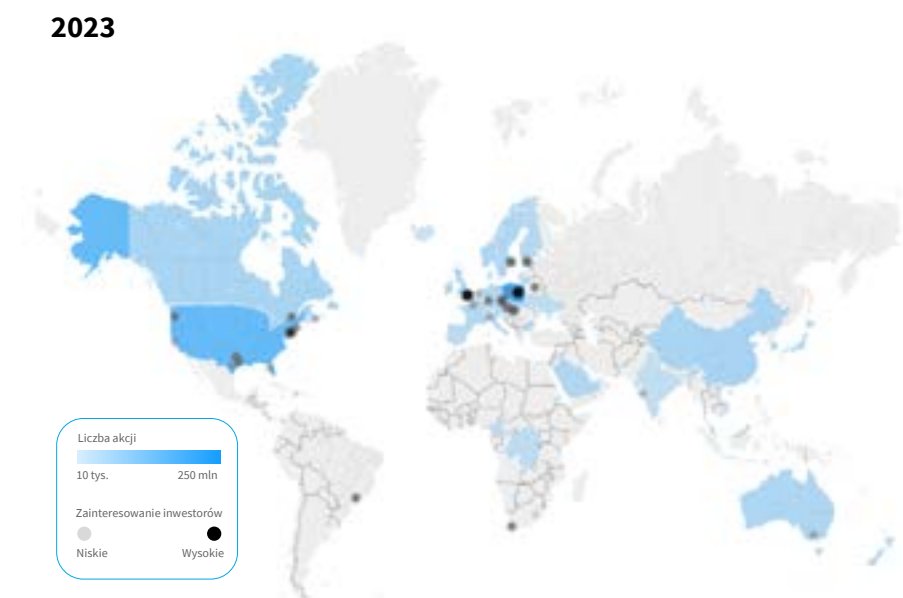 2023
Liczba akcji
10 tys. 250 mln
Zainteresowanie inwestorów
Niskie Wysokie